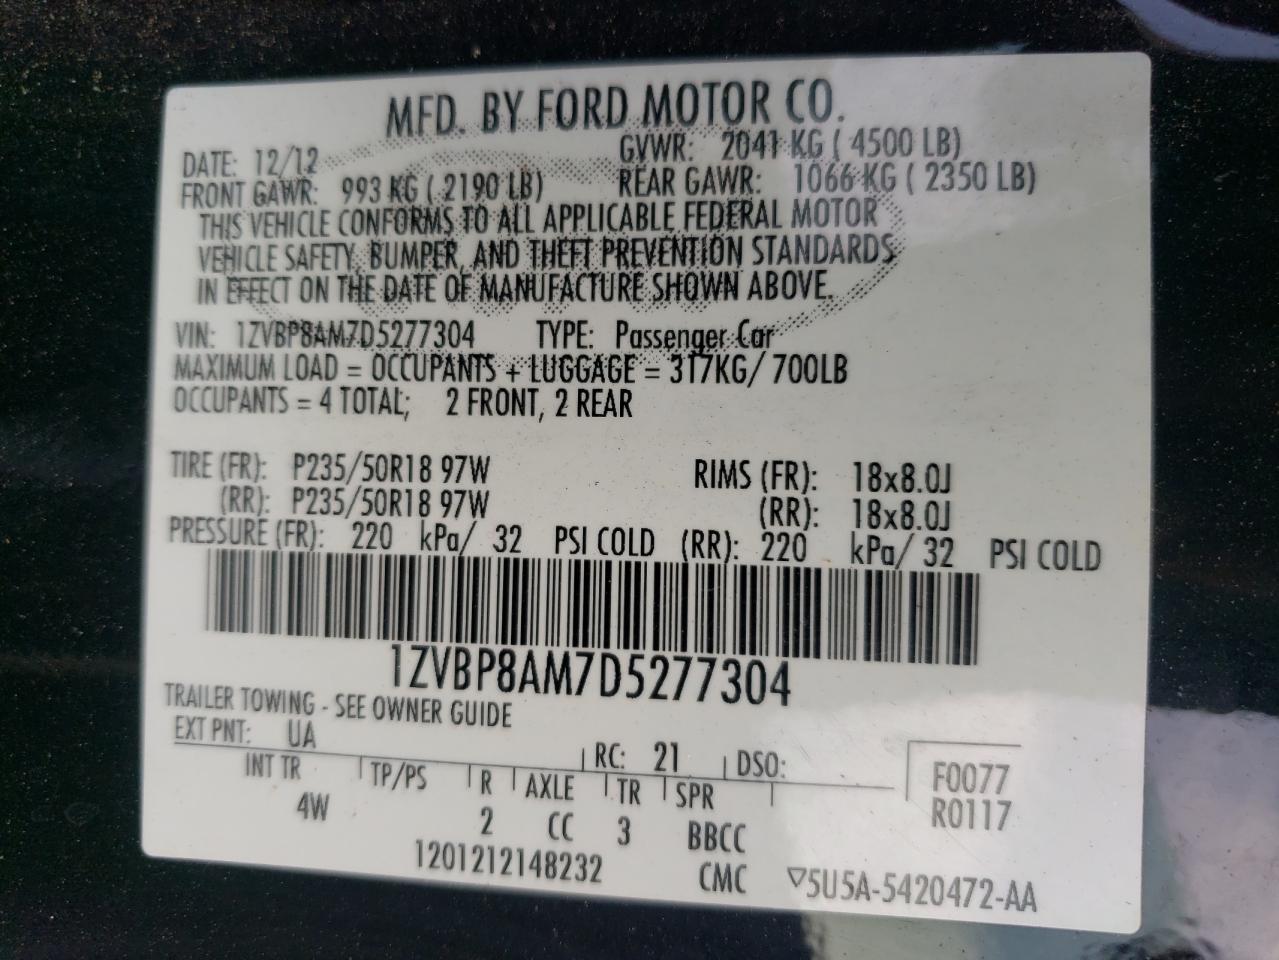 MFD. BY FORD MOTOR CO.
DATE: 12/12 GVWR: 2041 KG ( 4500 LB)
FRONT GAWR: 993 KG ( 2190 LB) REAR GAWR: 1066 KG ( 2350 LB)
THIS VEHICLE CONFORMS TO ALL APPLICABLE FEDERAL MOTOR
VEHICLE SAFETY, BUMPER, AND THEFT PREVENTION STANDARDS
IN EFFECT ON THE DATE OF MANUFACTURE SHOWN ABOVE.
VIN: 1ZVBP8AM7D5277304 TYPE: Passenger Car
MAXIMUM LOAD = OCCUPANTS + LUGGAGE = 317KG/ 700LB
OCCUPANTS = 4 TOTAL; 2 FRONT, 2 REAR
TIRE (FR): P235/50R18 97W RIMS (FR): 18x8.0J
(RR): P235/50R18 97W (RR): 18x8.0J
PRESSURE (FR): 220 kPa/ 32 PSI COLD (RR): 220 kPa/ 32 PSI COLD
1ZVBP8AM7D5277304
TRAILER TOWING - SEE OWNER GUIDE
EXT PNT: UA RC: 21 DSO:
INT TR TP/PS R AXLE TR SPR F0077
4W 2 CC 3 BBCC R0117
1201212148232 CMC ▽5U5A-5420472-AA